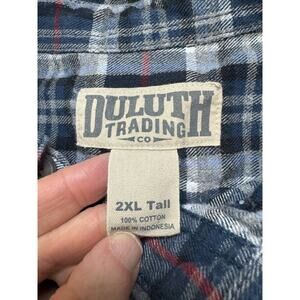 DULUTH
TRADING
CO
2XL Tall
100% COTTON
MADE IN INDONESIA